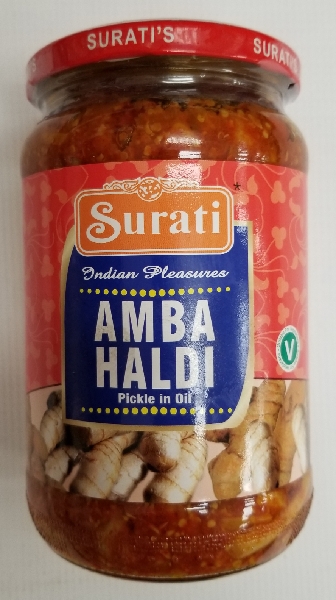 SURATI'S SURATI'S
Surati*
Indian Pleasures
AMBA
HALDI
Pickle in Oil
V